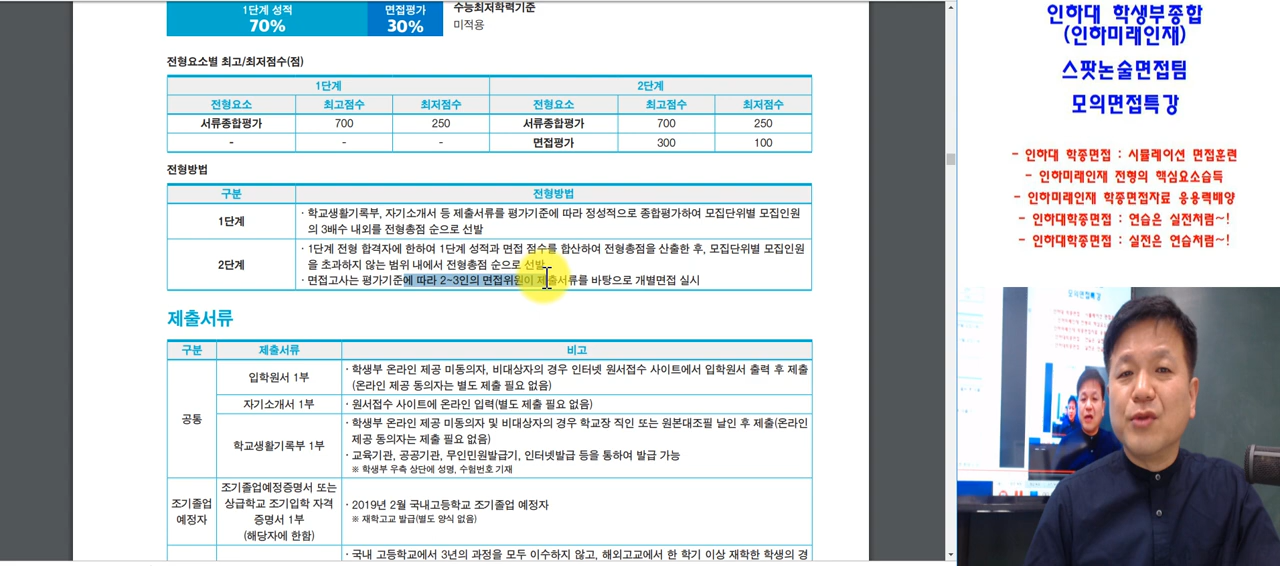 1단계 성적
70%
면접평가
30%
수능최저학력기준
미적용
전형요소별 최고/최저점수(점)
1단계 2단계
전형요소 최고점수 최저점수 전형요소 최고점수 최저점수
서류종합평가 700 250 서류종합평가 700 250
- - - 면접평가 300 100
전형방법
구분 전형방법
1단계
· 학교생활기록부, 자기소개서 등 제출서류를 평가기준에 따라 정성적으로 종합평가하여 모집단위별 모집인원
의 3배수 내외를 전형총점 순으로 선발
2단계
· 1단계 전형 합격자에 한하여 1단계 성적과 면접 점수를 합산하여 전형총점을 산출한 후, 모집단위별 모집인원
을 초과하지 않는 범위 내에서 전형총점 순으로 선발
· 면접고사는 평가기준에 따라 2~3인의 면접위원이 제출서류를 바탕으로 개별면접 실시
제출서류
구분 제출서류 비고
공통
입학원서 1부
· 학생부 온라인 제공 미동의자, 비대상자의 경우 인터넷 원서접수 사이트에서 입학원서 출력 후 제출
(온라인 제공 동의자는 별도 제출 필요 없음)
자기소개서 1부
· 원서접수 사이트에 온라인 입력(별도 제출 필요 없음)
학교생활기록부 1부
· 학생부 온라인 제공 미동의자 및 비대상자의 경우 학교장 직인 또는 원본대조필 날인 후 제출(온라인
제공 동의자는 제출 필요 없음)
· 교육기관, 공공기관, 무인민원발급기, 인터넷발급 등을 통하여 발급 가능
※ 학생부 우측 상단에 성명, 수험번호 기재
조기졸업
예정자
조기졸업예정증명서 또는
상급학교 조기입학 자격
증명서 1부
(해당자에 한함)
· 2019년 2월 국내고등학교 조기졸업 예정자
※ 재학고교 발급(별도 양식 없음)
· 국내 고등학교에서 3년의 과정을 모두 이수하지 않고, 해외고교에서 한 학기 이상 재학한 학생의 경
인하대 학생부종합
(인하미래인재)
스팟논술면접팀
모의면접특강
- 인하대 학종면접 : 시뮬레이션 면접훈련
- 인하미래인재 전형의 핵심요소습득
- 인하미래인재 학종면접자료 응용력배양
- 인하대학종면접 : 연습은 실전처럼~!
- 인하대학종면접 : 실전은 연습처럼~!
모의면접특강